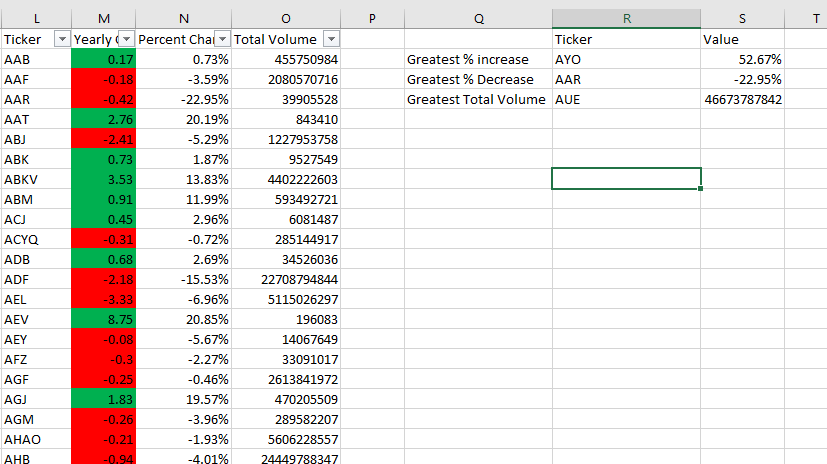 L M N O P Q R S T
Ticker Yearly Percent Total Volume Ticker Value
AAB 0.17 0.73% 455750984 Greatest % increase AYO 52.67%
AAF -0.18 -3.59% 2080570716 Greatest % Decrease AAR -22.95%
AAR -0.42 -22.95% 39905528 Greatest Total Volume AUE 46673787842
AAT 2.76 20.19% 843410
ABJ -2.41 -5.29% 1227953758
ABK 0.73 1.87% 9527549
ABKV 3.53 13.83% 4402222603
ABM 0.91 11.99% 593492721
ACJ 0.45 2.96% 6081487
ACYQ -0.31 -0.72% 285144917
ADB 0.68 2.69% 34526036
ADF -2.18 -15.53% 22708794844
AEL -3.33 -6.96% 5115026297
AEV 8.75 20.85% 196083
AEY -0.08 -5.67% 14067649
AFZ -0.3 -2.27% 33091017
AGF -0.25 -0.46% 2613841972
AGJ 1.83 19.57% 470205509
AGM -0.26 -3.96% 289582207
AHAO -0.21 -1.93% 5606228557
AHB -0.94 -4.01% 24449788347